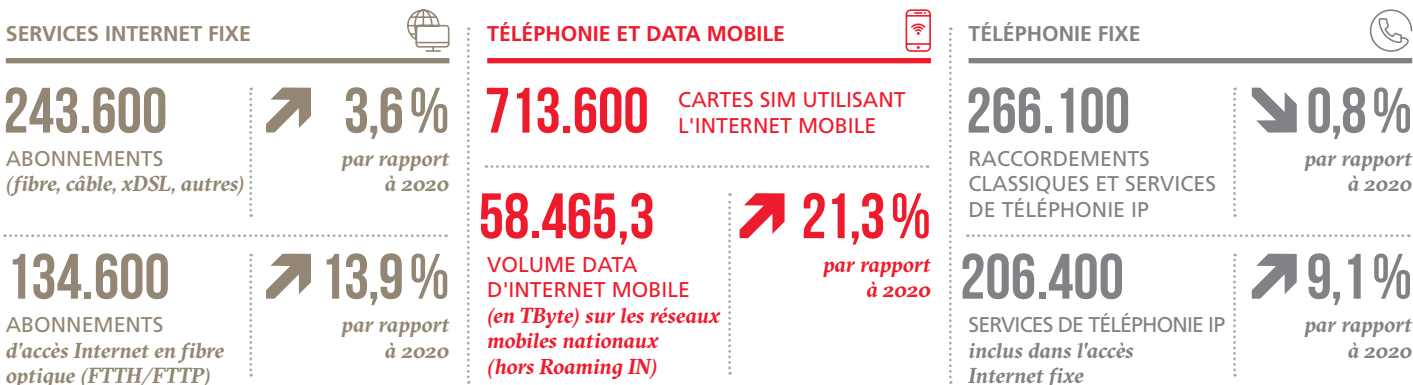 SERVICES INTERNET FIXE
243.600
ABONNEMENTS
(fibre, câble, xDSL, autres)
3,6 %
par rapport
à 2020
134.600
ABONNEMENTS
d'accès Internet en fibre
optique (FTTH/FTTP)
13,9 %
par rapport
à 2020
TÉLÉPHONIE ET DATA MOBILE
713.600
CARTES SIM UTILISANT
L'INTERNET MOBILE
58.465,3
VOLUME DATA
D'INTERNET MOBILE
(en TByte) sur les réseaux
mobiles nationaux
(hors Roaming IN)
21,3 %
par rapport
à 2020
TÉLÉPHONIE FIXE
266.100
RACCORDEMENTS
CLASSIQUES ET SERVICES
DE TÉLÉPHONIE IP
0,8 %
par rapport
à 2020
206.400
SERVICES DE TÉLÉPHONIE IP
inclus dans l'accès
Internet fixe
9,1 %
par rapport
à 2020